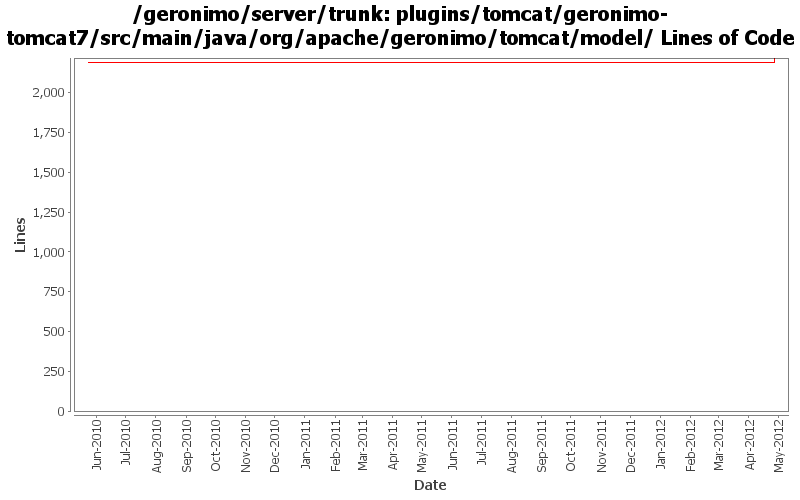 /geronimo/server/trunk: plugins/tomcat/geronimo-
tomcat7/src/main/java/org/apache/geronimo/tomcat/model/ Lines of Code
2,000
1,750
1,500
1,250
1,000
750
500
250
0
Lines
Jun-2010
Jul-2010
Aug-2010
Sep-2010
Oct-2010
Nov-2010
Dec-2010
Jan-2011
Feb-2011
Mar-2011
Apr-2011
May-2011
Jun-2011
Jul-2011
Aug-2011
Sep-2011
Oct-2011
Nov-2011
Dec-2011
Jan-2012
Feb-2012
Mar-2012
Apr-2012
May-2012
Date